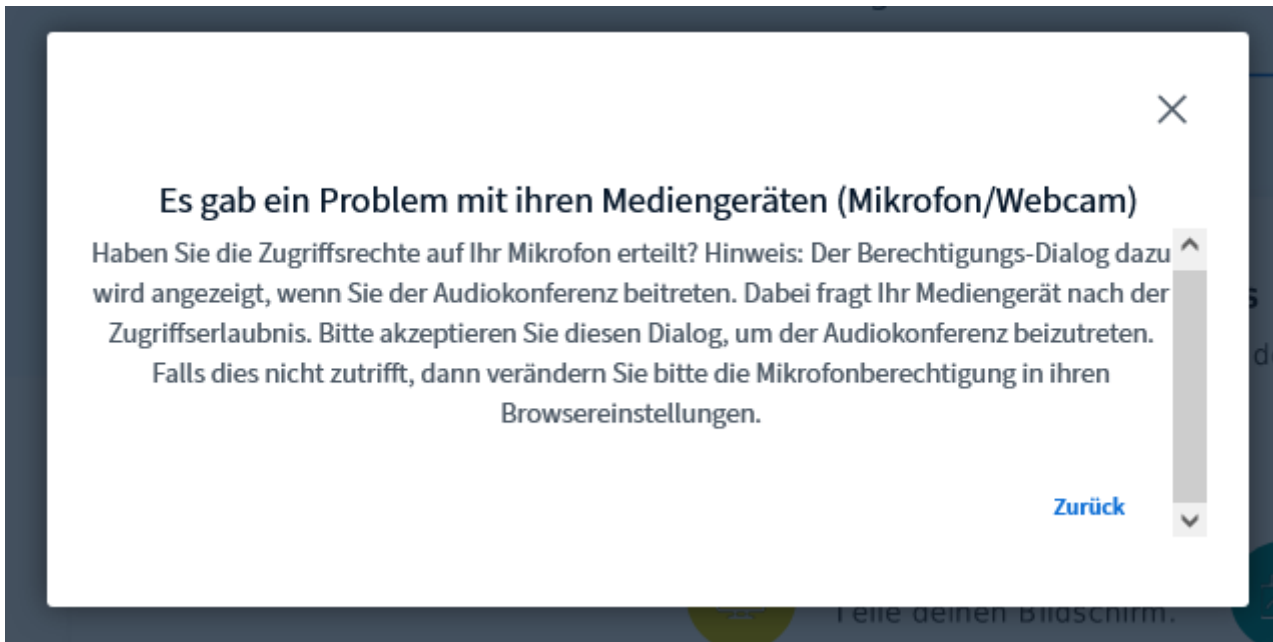 Es gab ein Problem mit ihren Mediengeräten (Mikrofon/Webcam)
Haben Sie die Zugriffsrechte auf Ihr Mikrofon erteilt? Hinweis: Der Berechtigungs-Dialog dazu
wird angezeigt, wenn Sie der Audiokonferenz beitreten. Dabei fragt Ihr Mediengerät nach der
Zugriffserlaubnis. Bitte akzeptieren Sie diesen Dialog, um der Audiokonferenz beizutreten.
Falls dies nicht zutrifft, dann verändern Sie bitte die Mikrofonberechtigung in ihren
Browsereinstellungen.
Zurück
Teile deinen Bildschirm.